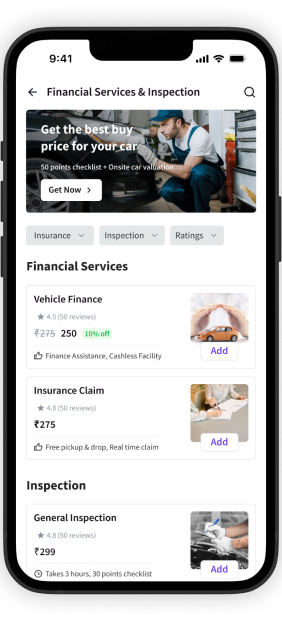 9:41
Financial Services & Inspection
Get the best buy
price for your car
50 points checklist + Onsite car valuation
Get Now >
Insurance
Inspection
Ratings
Financial Services
Vehicle Finance
★ 4.5 (50 reviews)
₹275 250 10% off
Finance Assistance, Cashless Facility
Add
Insurance Claim
★ 4.8 (50 reviews)
₹275
Free pickup & drop, Real time claim
Add
Inspection
General Inspection
★ 4.8 (50 reviews)
₹299
Takes 3 hours, 30 points checklist
Add